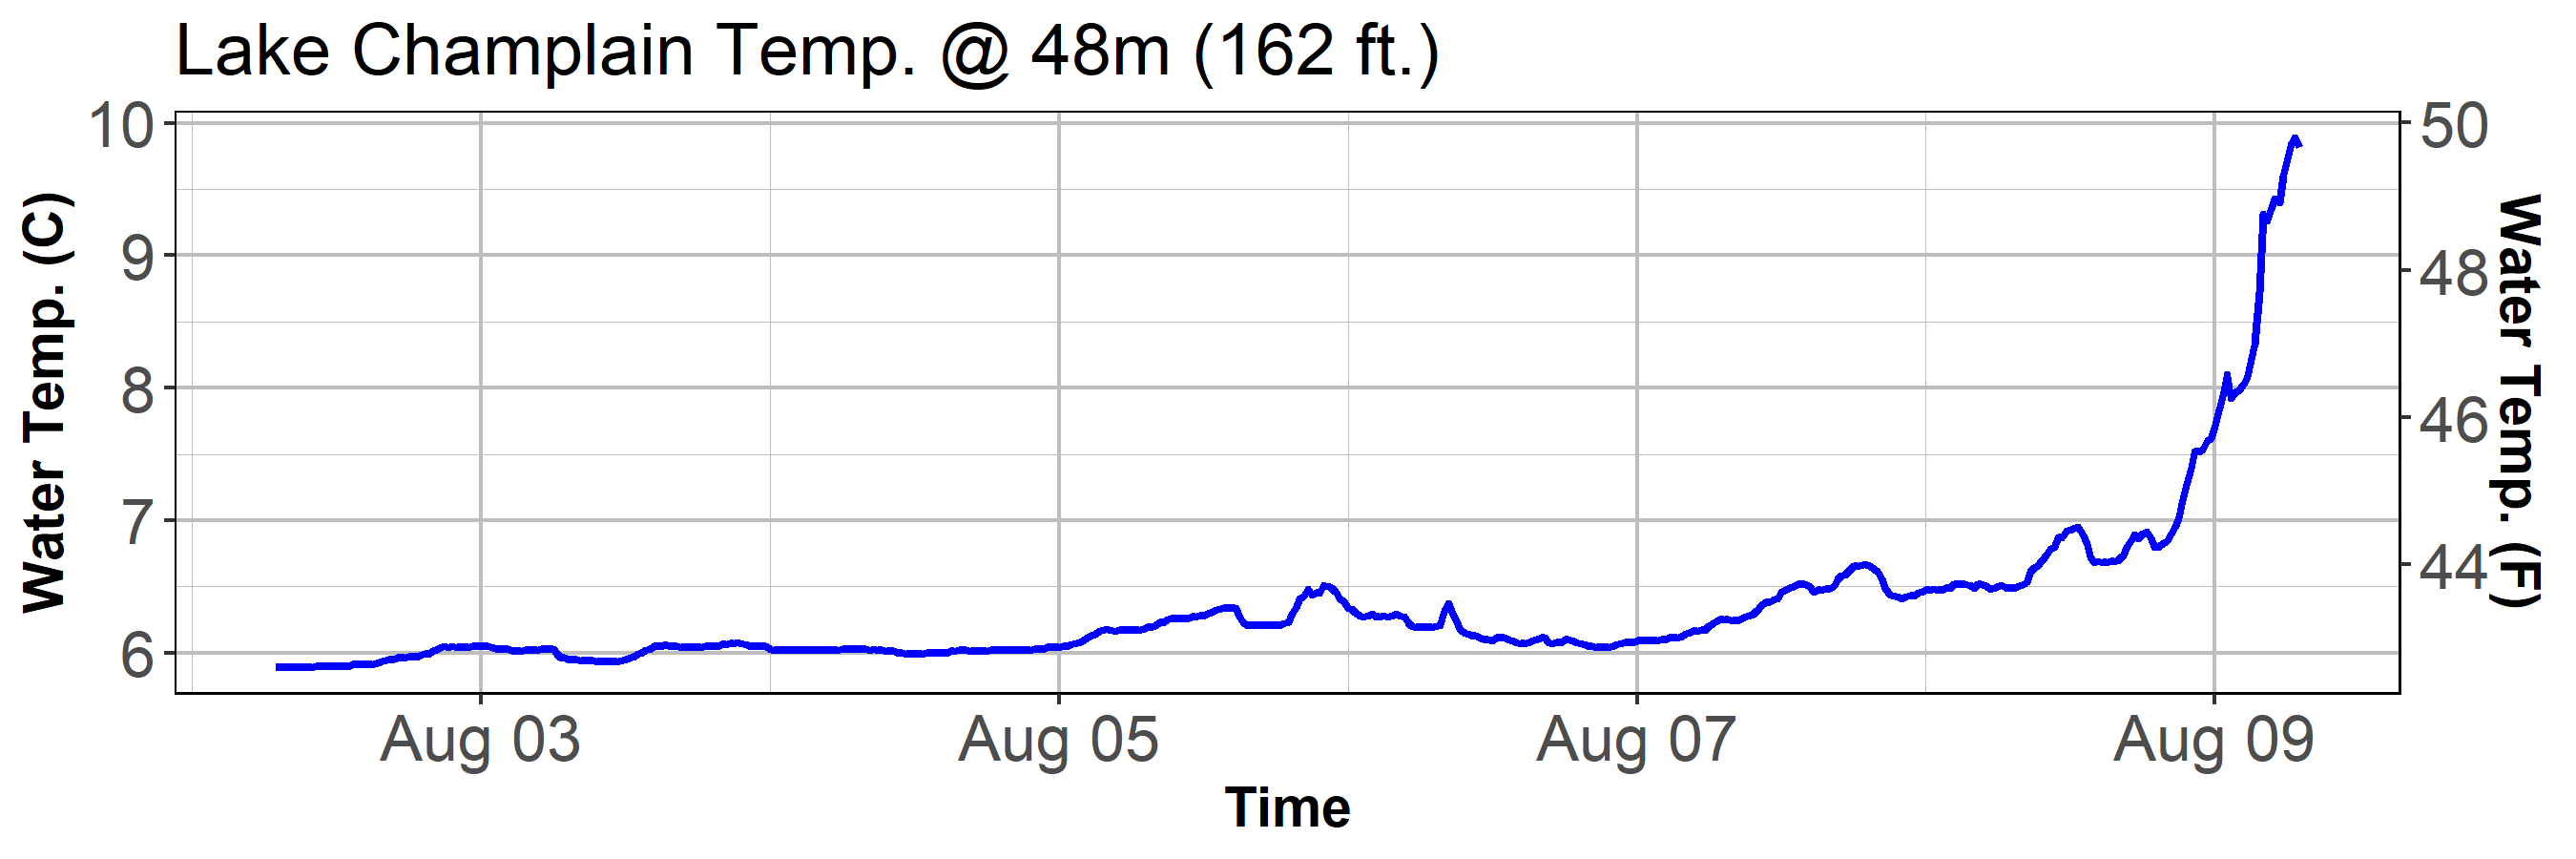 Lake Champlain Temp. @ 48m (162 ft.)
Water Temp. (C)
10
9
8
7
6
50
48
46
44
Water Temp. (F)
Aug 03 Aug 05 Aug 07 Aug 09
Time